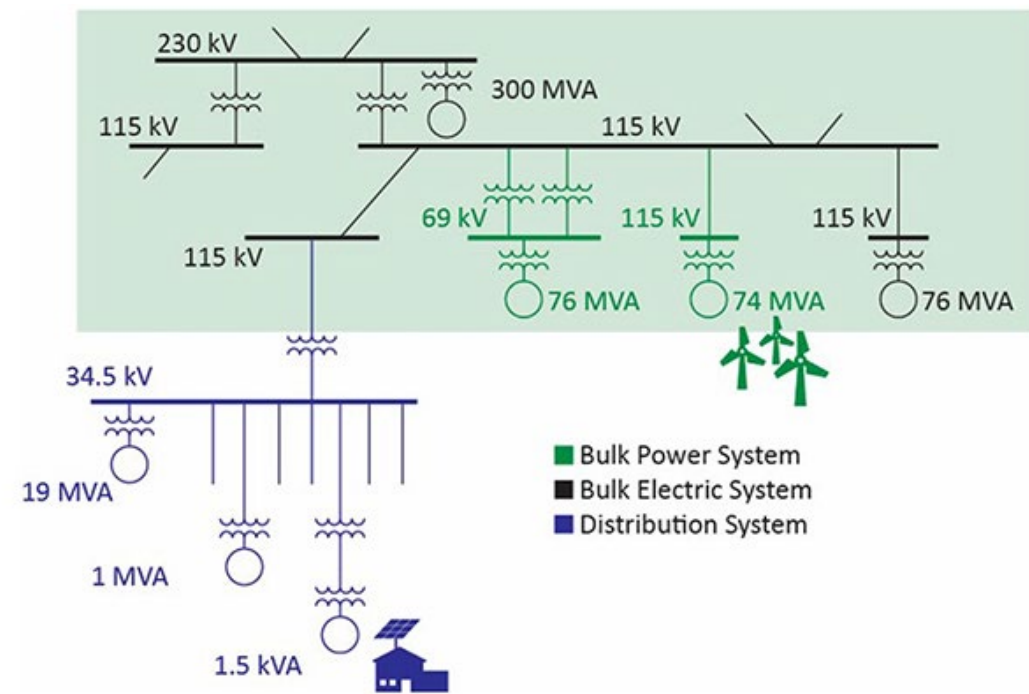 230 kV
300 MVA
115 kV
115 kV
69 kV
115 kV
115 kV
115 kV
76 MVA
74 MVA
76 MVA
34.5 kV
19 MVA
1 MVA
1.5 kVA
Bulk Power System
Bulk Electric System
Distribution System